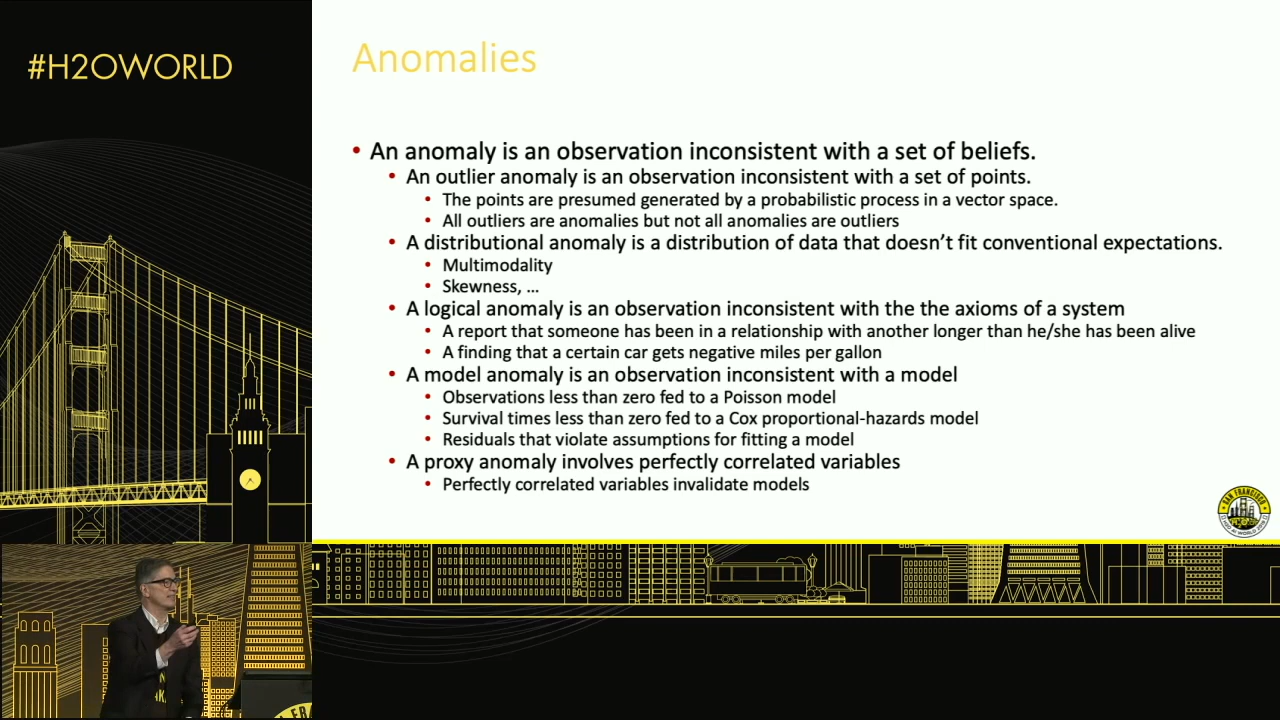 #H2OWORLD
Anomalies
• An anomaly is an observation inconsistent with a set of beliefs.
• An outlier anomaly is an observation inconsistent with a set of points.
• The points are presumed generated by a probabilistic process in a vector space.
• All outliers are anomalies but not all anomalies are outliers
• A distributional anomaly is a distribution of data that doesn’t fit conventional expectations.
• Multimodality
• Skewness, ...
• A logical anomaly is an observation inconsistent with the the axioms of a system
• A report that someone has been in a relationship with another longer than he/she has been alive
• A finding that a certain car gets negative miles per gallon
• A model anomaly is an observation inconsistent with a model
• Observations less than zero fed to a Poisson model
• Survival times less than zero fed to a Cox proportional-hazards model
• Residuals that violate assumptions for fitting a model
• A proxy anomaly involves perfectly correlated variables
• Perfectly correlated variables invalidate models
SAN FRANCISCO